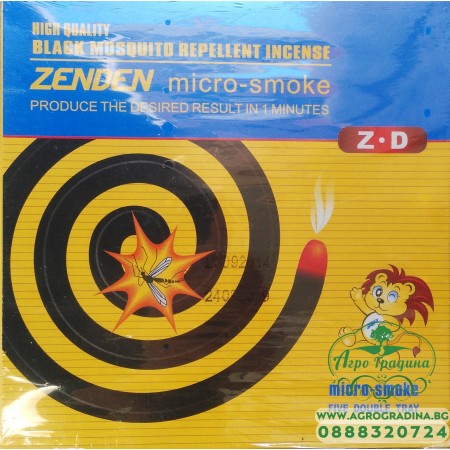 HIGH QUALITY
BLACK MOSQUITO REPELLENT INCENSE
ZENDEN micro-smoke
PRODUCE THE DESIRED RESULT IN 1 MINUTES
Z·D
Агро Градина
micro-smoke
FIVE DOUBLE TRAY
WWW.AGROGRADINA.BG
0888320724